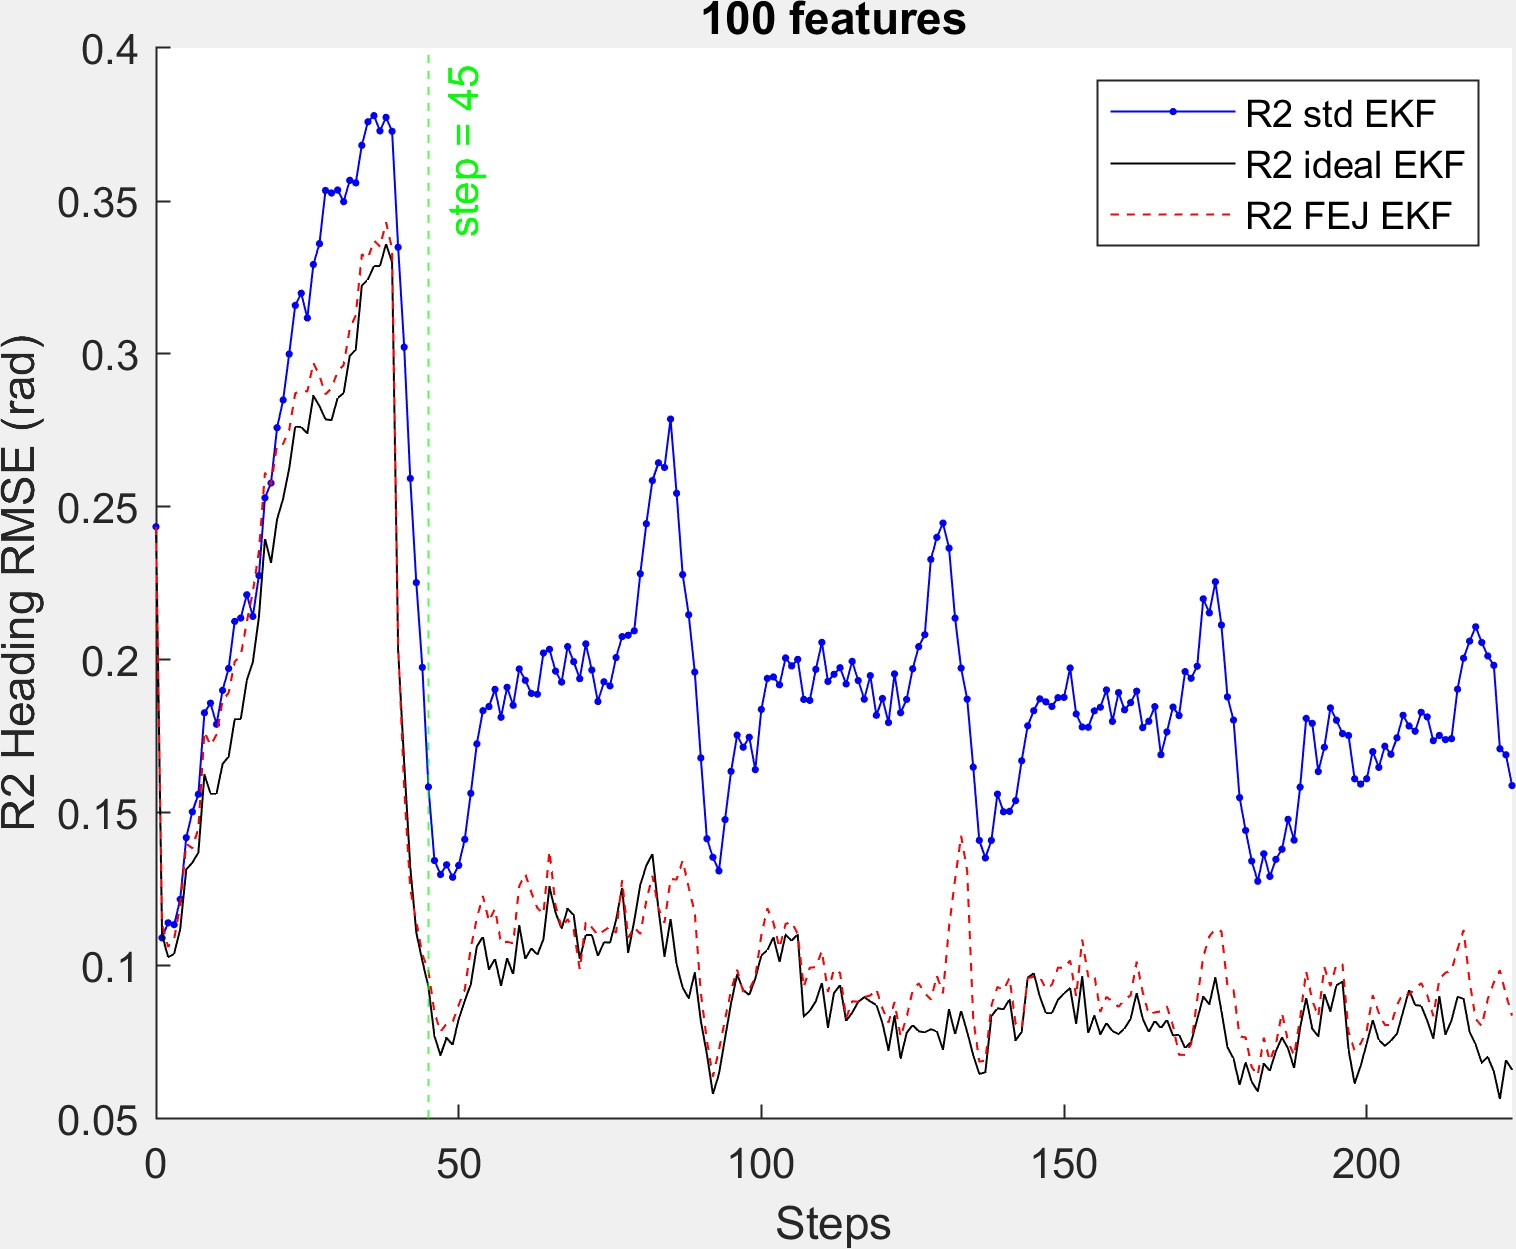 100 features
0.4
0.35
0.3
0.25
0.2
0.15
0.1
0.05
R2 Heading RMSE (rad)
step = 45
R2 std EKF
R2 ideal EKF
R2 FEJ EKF
0
50
100
150
200
Steps